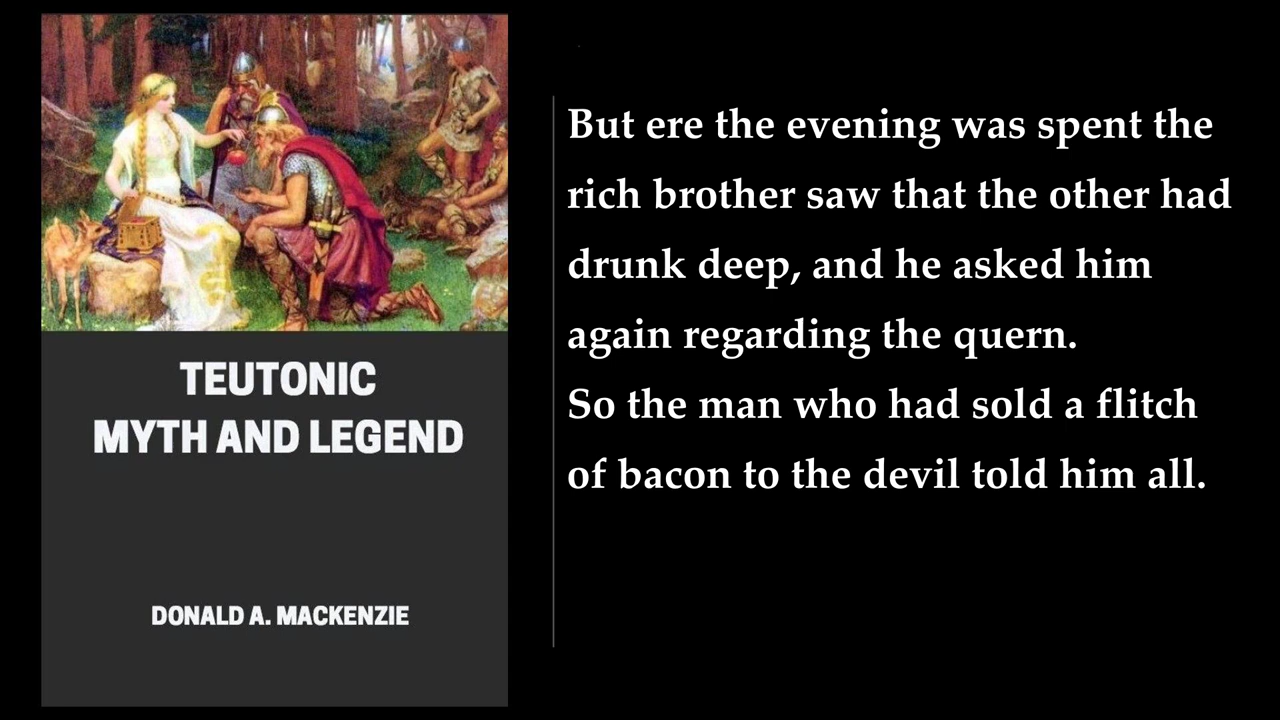 TEUTONIC
MYTH AND LEGEND
DONALD A. MACKENZIE
But ere the evening was spent the
rich brother saw that the other had
drunk deep, and he asked him
again regarding the quern.
So the man who had sold a flitch
of bacon to the devil told him all.